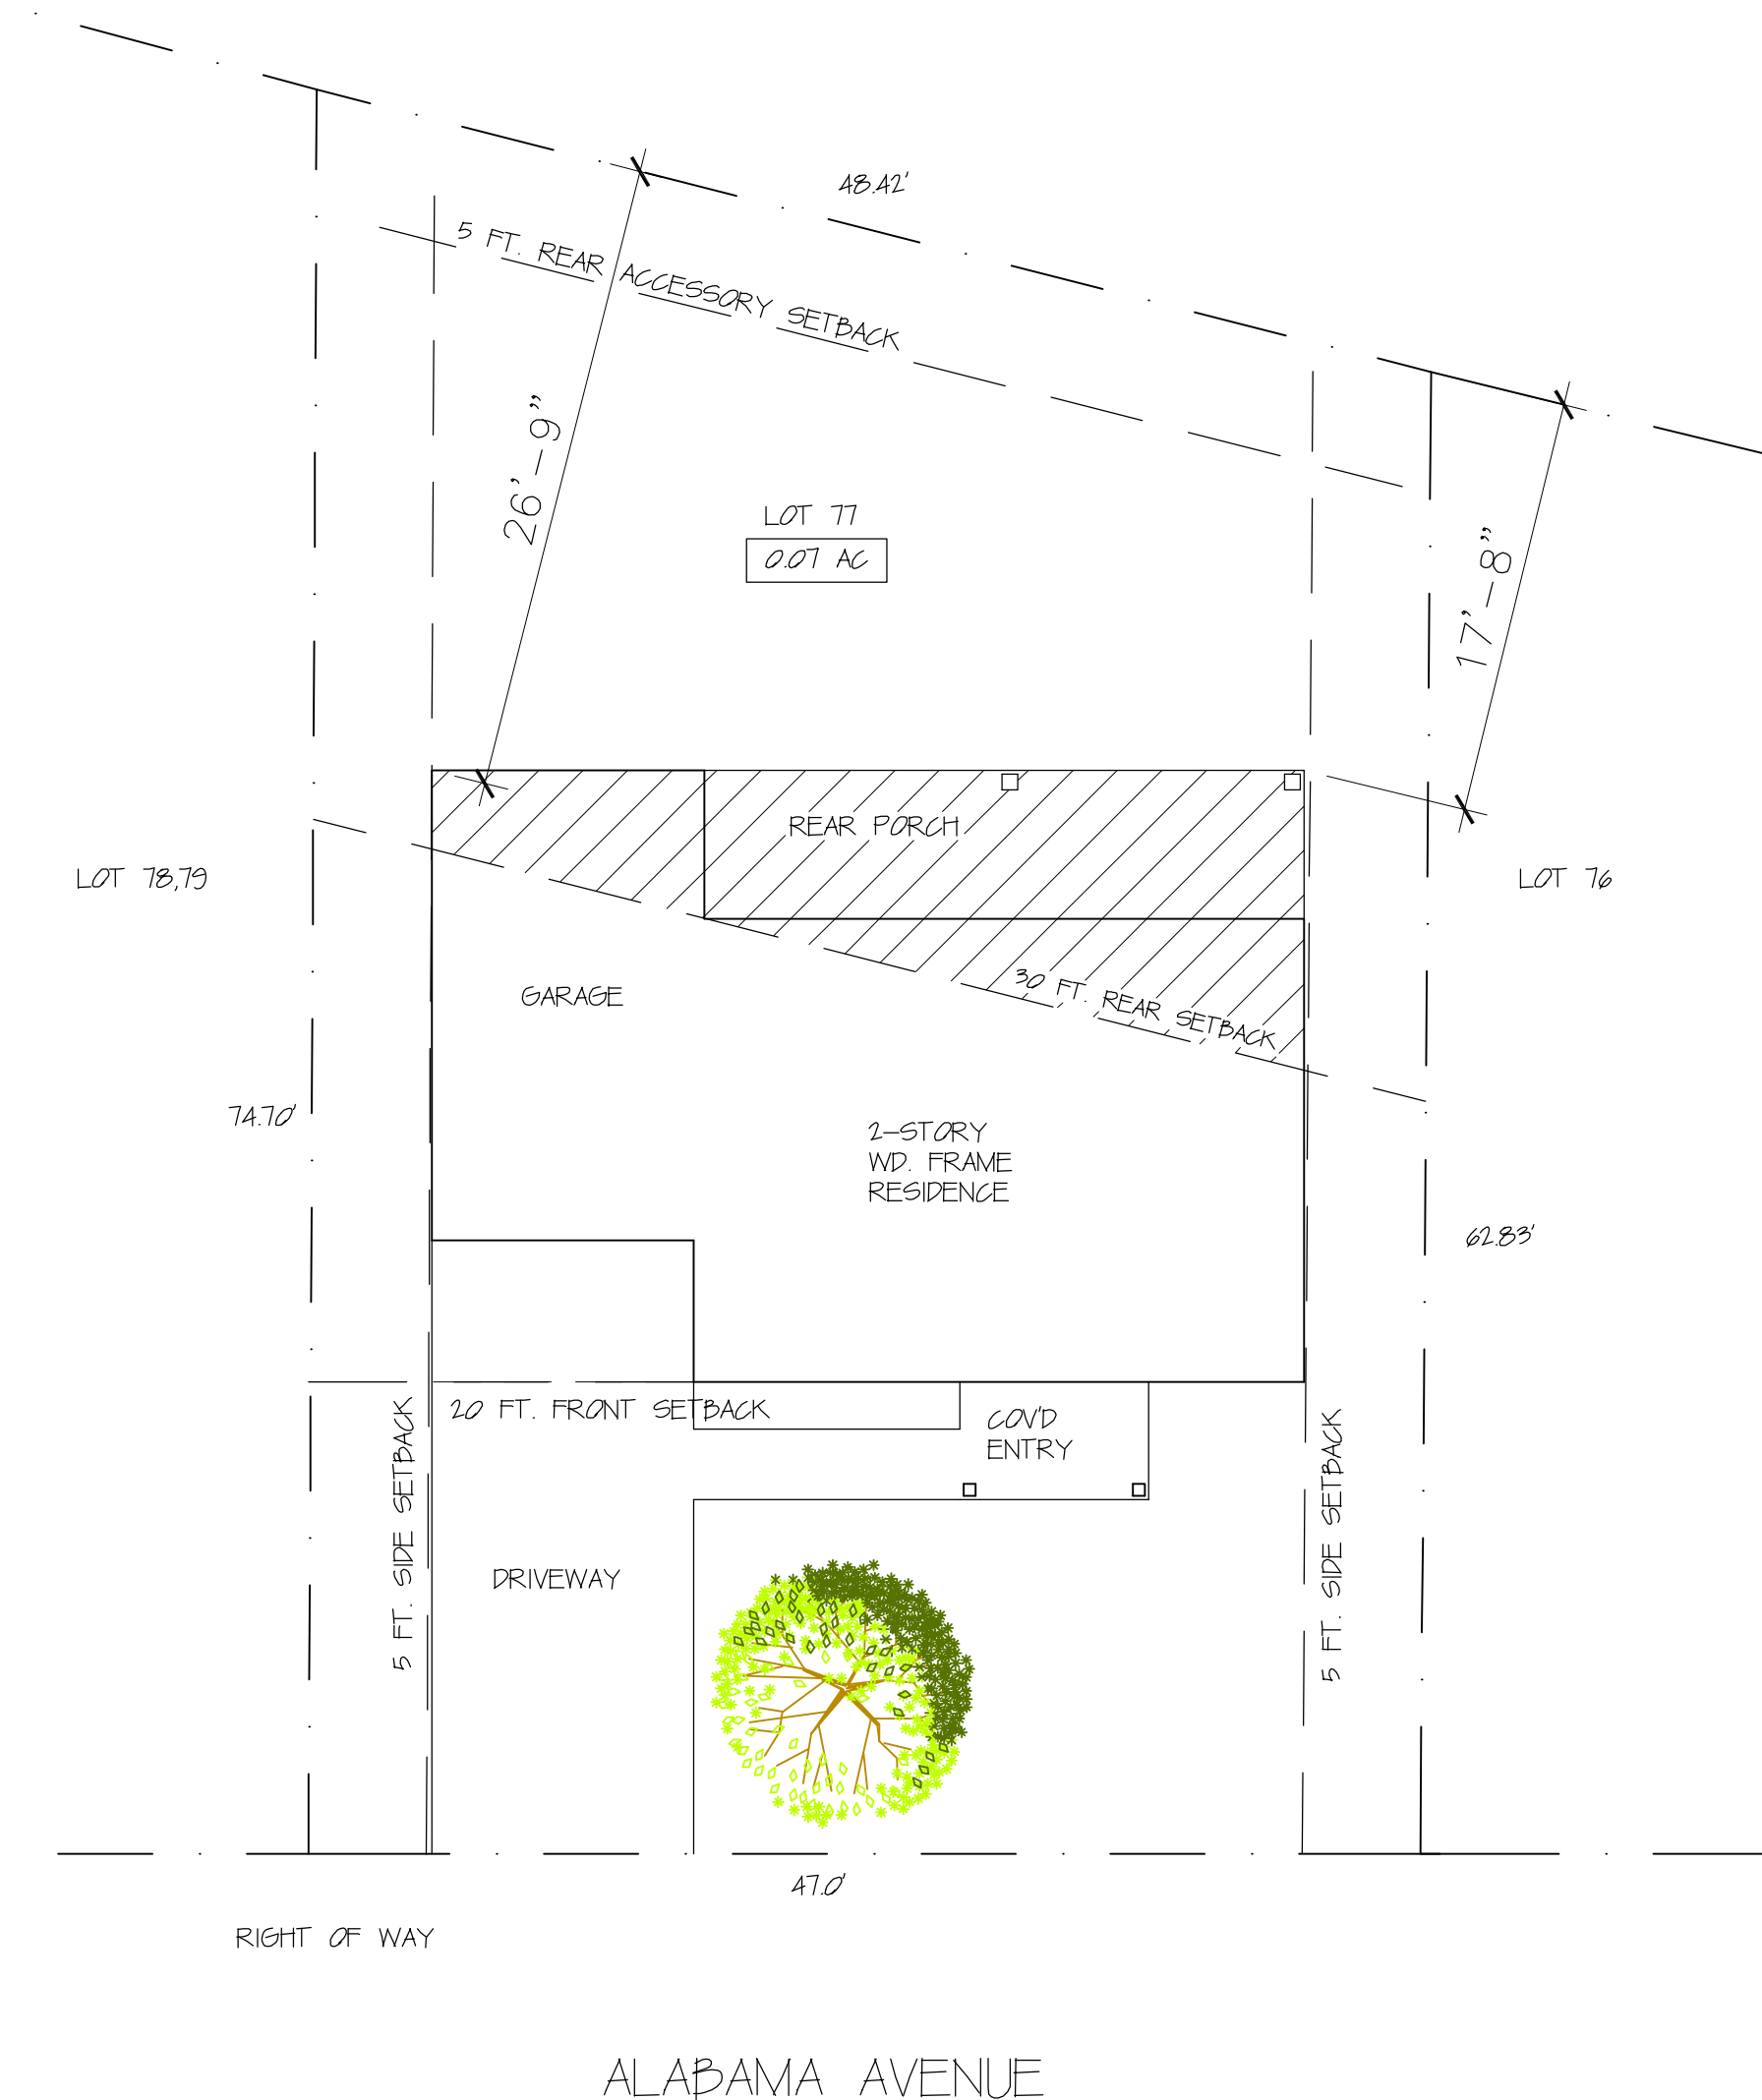 48.42'
5 FT. REAR ACCESSORY SETBACK
26'-9"
17'-8"
LOT 77
0.07 AC
REAR PORCH
LOT 78,79
LOT 76
GARAGE
30 FT. REAR SETBACK
74.70'
2-STORY
WD. FRAME
RESIDENCE
62.83'
20 FT. FRONT SETBACK
COV'D
ENTRY
5 FT. SIDE SETBACK
5 FT. SIDE SETBACK
DRIVEWAY
47.0'
RIGHT OF WAY
ALABAMA AVENUE